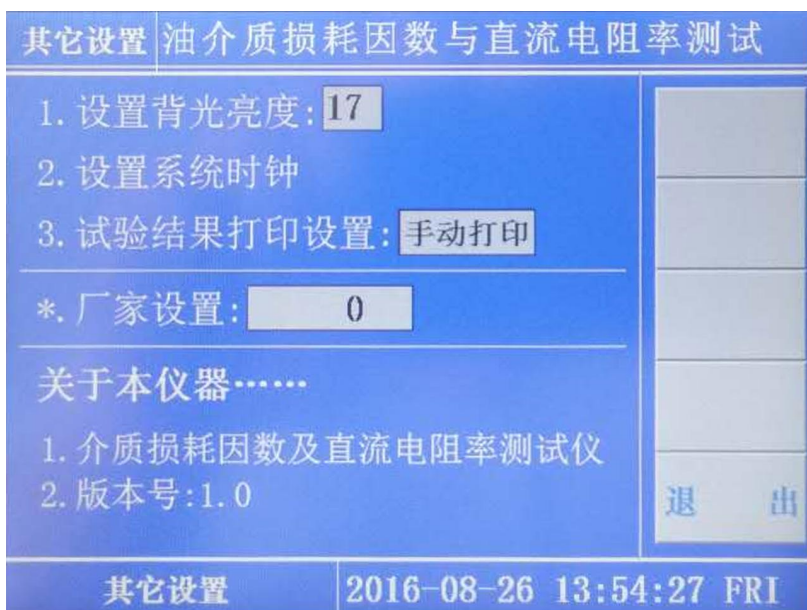 其它设置 油介质损耗因数与直流电阻率测试
1. 设置背光亮度: 17
2. 设置系统时钟
3. 试验结果打印设置: 手动打印
*. 厂家设置: 0
关于本仪器……
1. 介质损耗因数及直流电阻率测试仪
2. 版本号:1.0
退 出
其它设置 2016-08-26 13:54:27 FRI